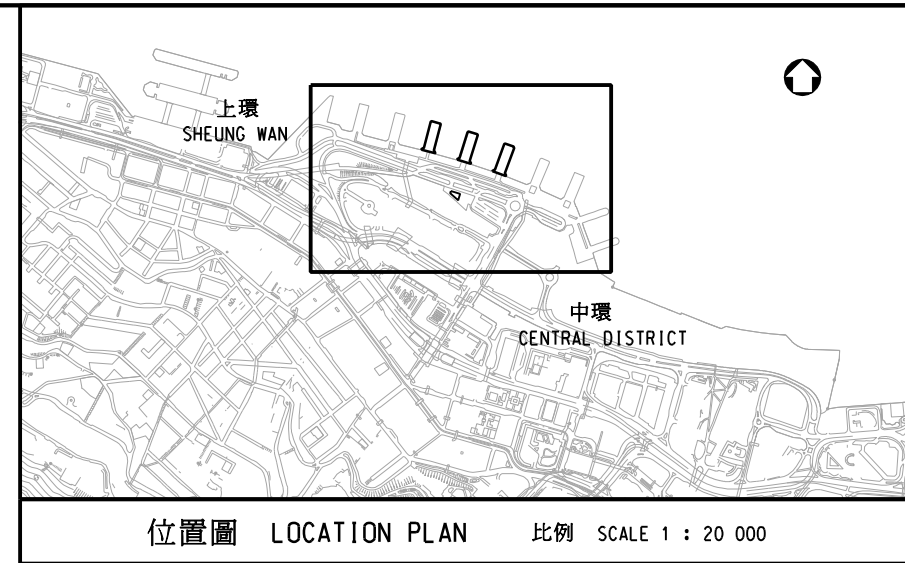 上環
SHEUNG WAN
中環
CENTRAL DISTRICT
位置圖 LOCATION PLAN 比例 SCALE 1 : 20 000